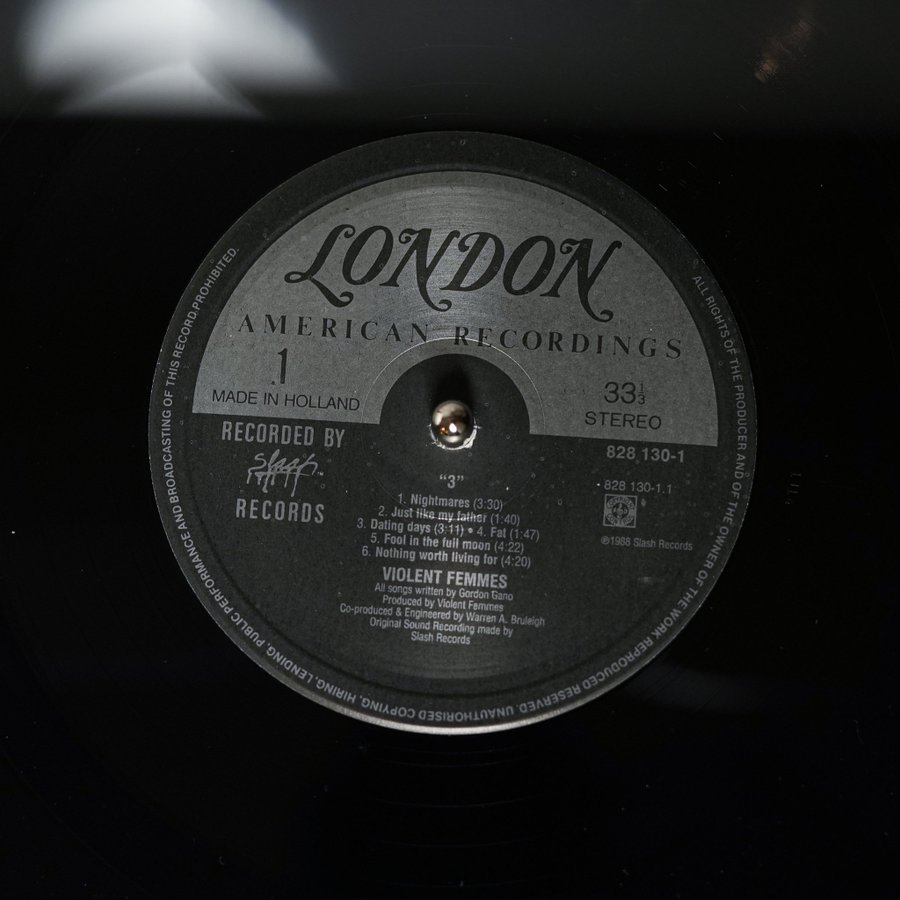 LONDON
AMERICAN RECORDINGS
1
MADE IN HOLLAND
33 1/3
STEREO
RECORDED BY
Slash
RECORDS
828 130-1
828 130-1.1
℗1988 Slash Records
"3"
1. Nightmares (3:30)
2. Just like my father (1:40)
3. Dating days (3:11) • 4. Fat (1:47)
5. Fool in the full moon (4:22)
6. Nothing worth living for (4:20)
VIOLENT FEMMES
All songs written by Gordon Gano
Produced by Violent Femmes
Co-produced & Engineered by Warren A. Bruleigh
Original Sound Recording made by
Slash Records
ALL RIGHTS OF THE PRODUCER AND OF THE OWNER OF THE WORK REPRODUCED RESERVED. UNAUTHORISED COPYING, HIRING, LENDING, PUBLIC PERFORMANCE AND BROADCASTING OF THIS RECORD PROHIBITED.